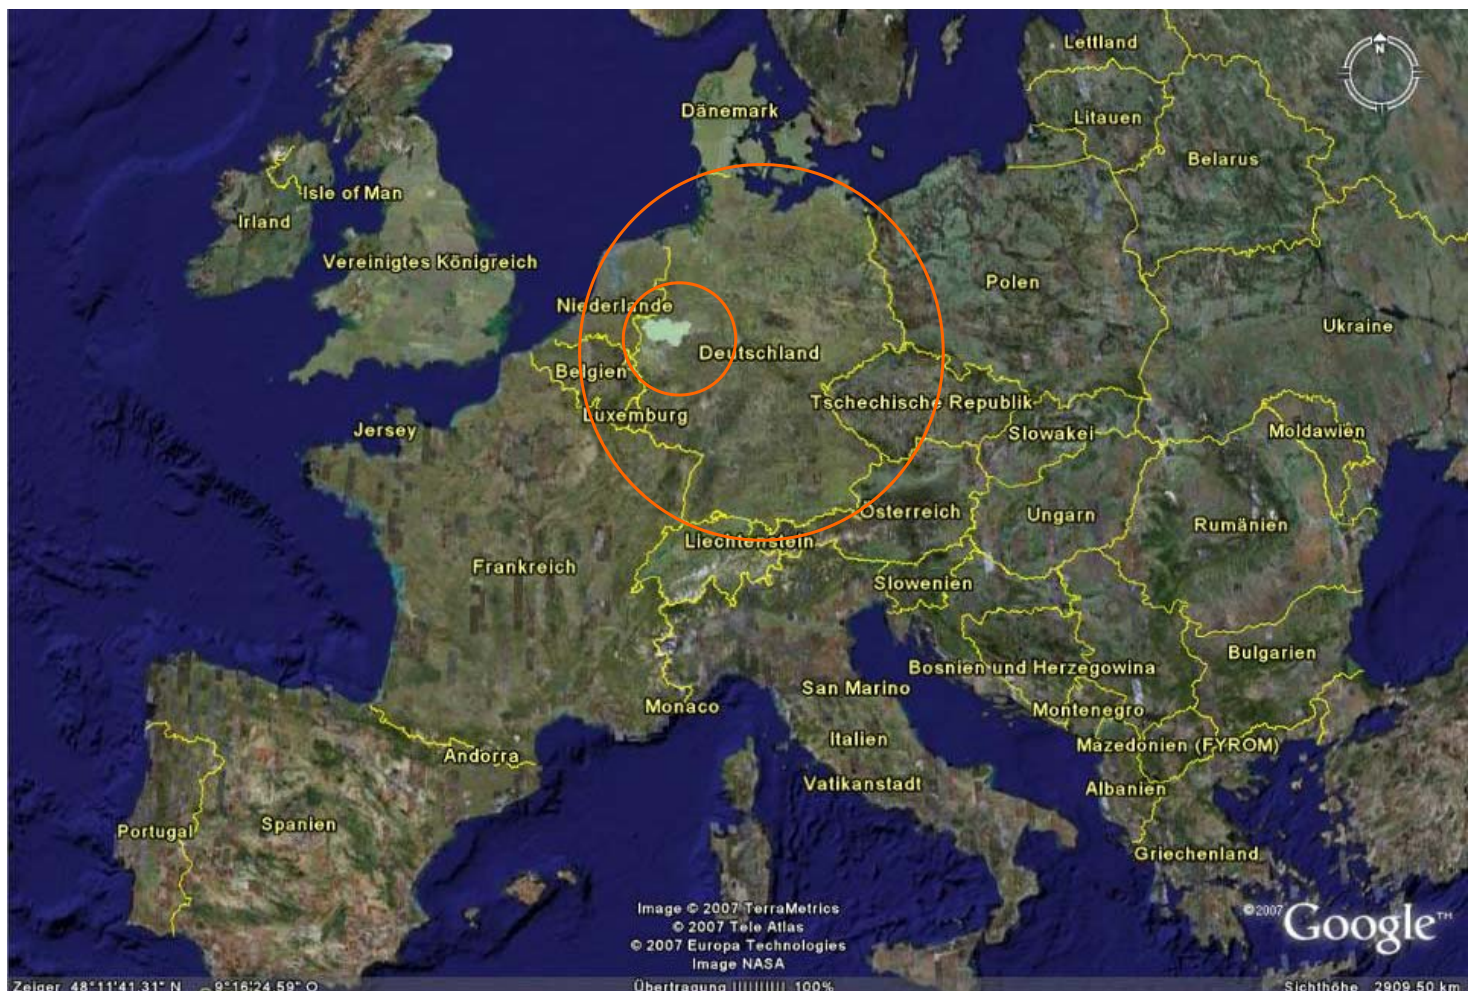 Lettland
Dänemark
Litauen
Belarus
Isle of Man
Irland
Vereinigtes Königreich
Polen
Niederlande
Ukraine
Deutschland
Belgien
Tschechische Republik
Luxemburg
Jersey
Slowakei
Moldawien
Österreich
Ungarn
Rumänien
Liechtenstein
Frankreich
Slowenien
Bulgarien
Bosnien und Herzegowina
San Marino
Monaco
Montenegro
Italien
Mazedonien (FYROM)
Andorra
Vatikanstadt
Albanien
Spanien
Portugal
Griechenland
Image © 2007 TerraMetrics
© 2007 Tele Atlas
© 2007 Europa Technologies
Image NASA
©2007 Google™
N
Zeiger 48°11'41.31" N 9°16'24.59" O
Übertragung ||||||||| 100%
Sichthöhe 2909.50 km